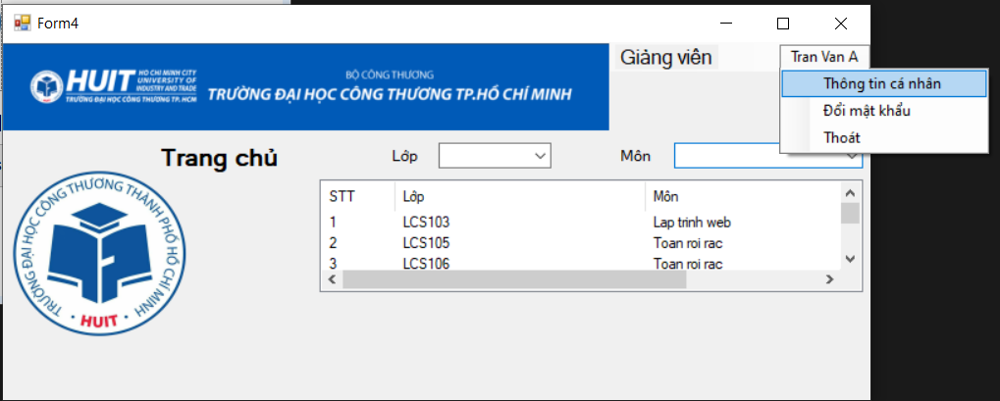 Form4
HUIT HO CHI MINH CITY
UNIVERSITY OF
INDUSTRY AND TRADE
TRƯỜNG ĐẠI HỌC CÔNG THƯƠNG TP.HCM
BỘ CÔNG THƯƠNG
TRƯỜNG ĐẠI HỌC CÔNG THƯƠNG TP.HỒ CHÍ MINH
Giảng viên
Tran Van A
Thông tin cá nhân
Đổi mật khẩu
Thoát
Trang chủ
Lớp
Môn
TRƯỜNG ĐẠI HỌC CÔNG THƯƠNG THÀNH PHỐ HỒ CHÍ MINH
HUIT
STT Lớp Môn
1 LCS103 Lap trinh web
2 LCS105 Toan roi rac
3 LCS106 Toan roi rac